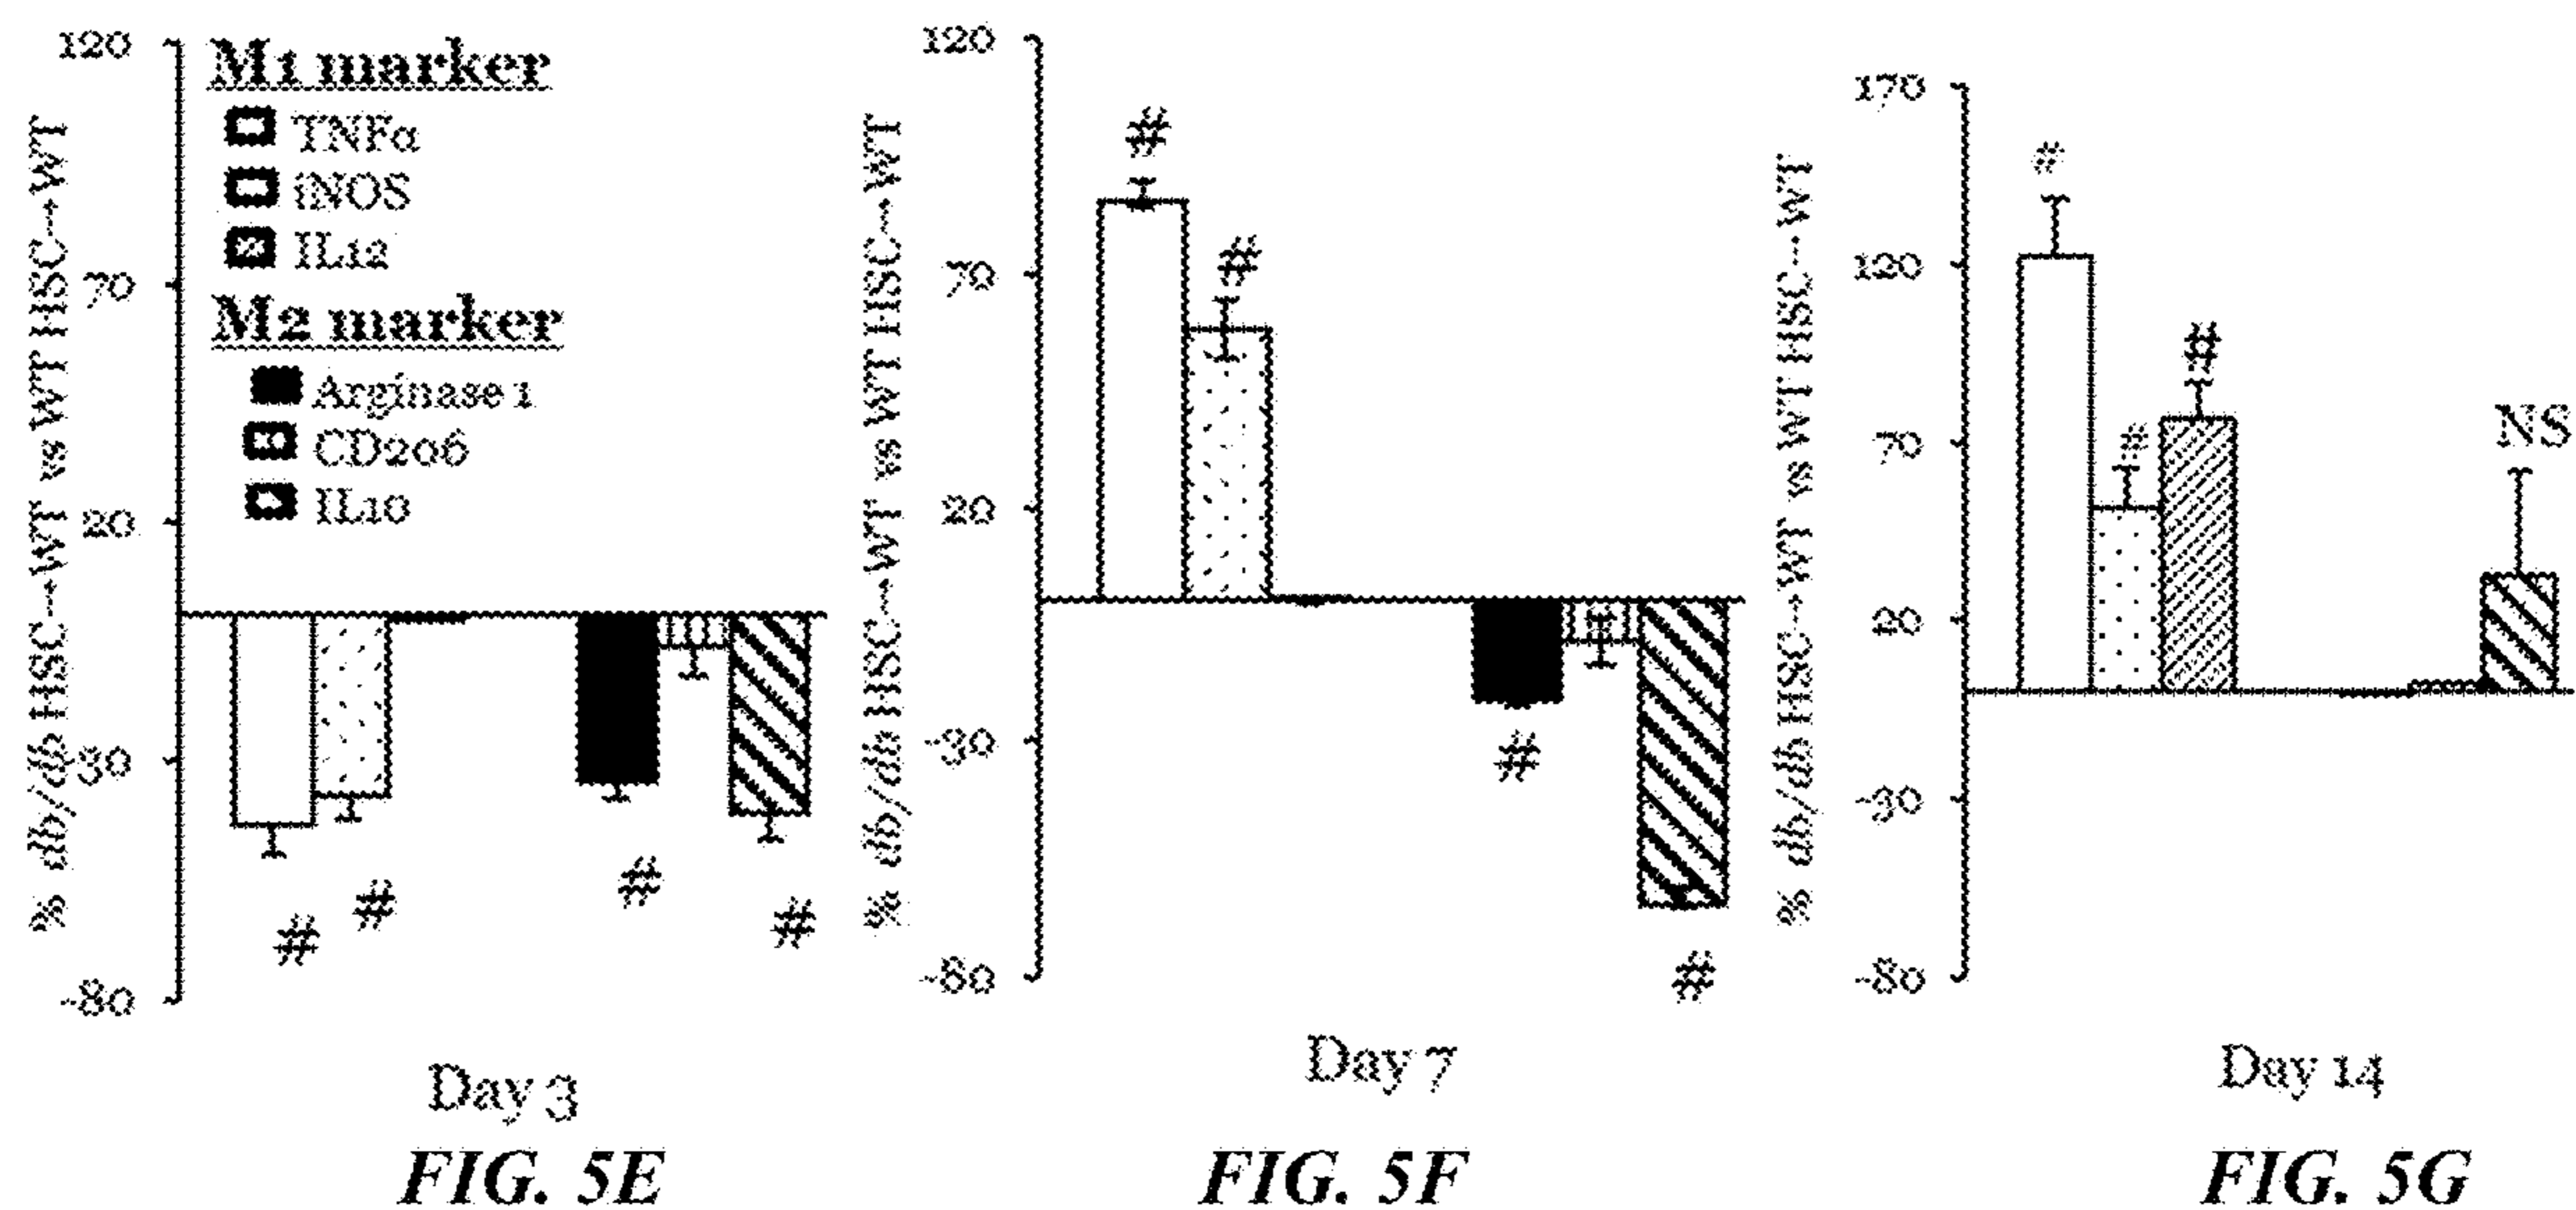 % db/db HSC→WT vs WT HSC→WT
120
70
20
-30
-80
M1 marker
TNFα
iNOS
IL12
M2 marker
Arginase 1
CD206
IL10
#
#
#
#
Day 3
FIG. 5E
% db/db HSC→WT vs WT HSC→WT
120
70
20
-30
-80
#
#
#
#
Day 7
FIG. 5F
% db/db HSC→WT vs WT HSC→WT
170
120
70
20
-30
-80
#
#
#
NS
Day 14
FIG. 5G